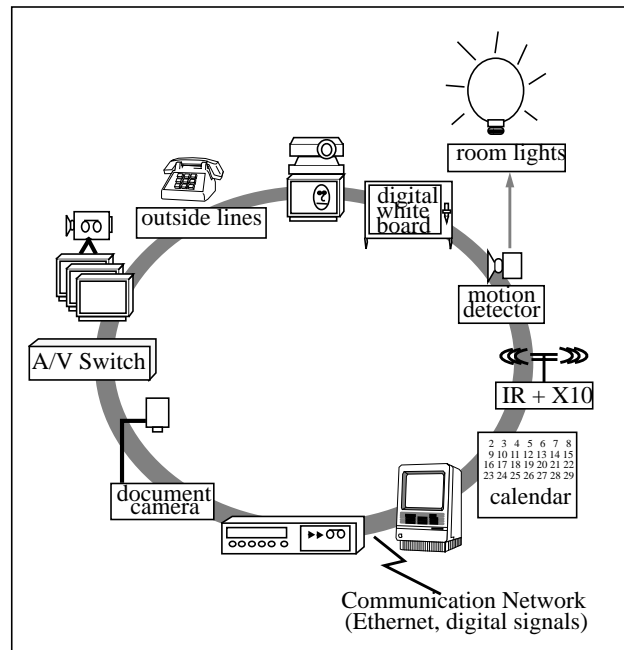 room lights
outside lines
digital
white
board
motion
detector
A/V Switch
IR + X10
2 3 4 5 6 7 8
9 10 11 12 13 14 15
16 17 18 19 20 21 22
23 24 25 26 27 28 29
calendar
document
camera
Communication Network
(Ethernet, digital signals)